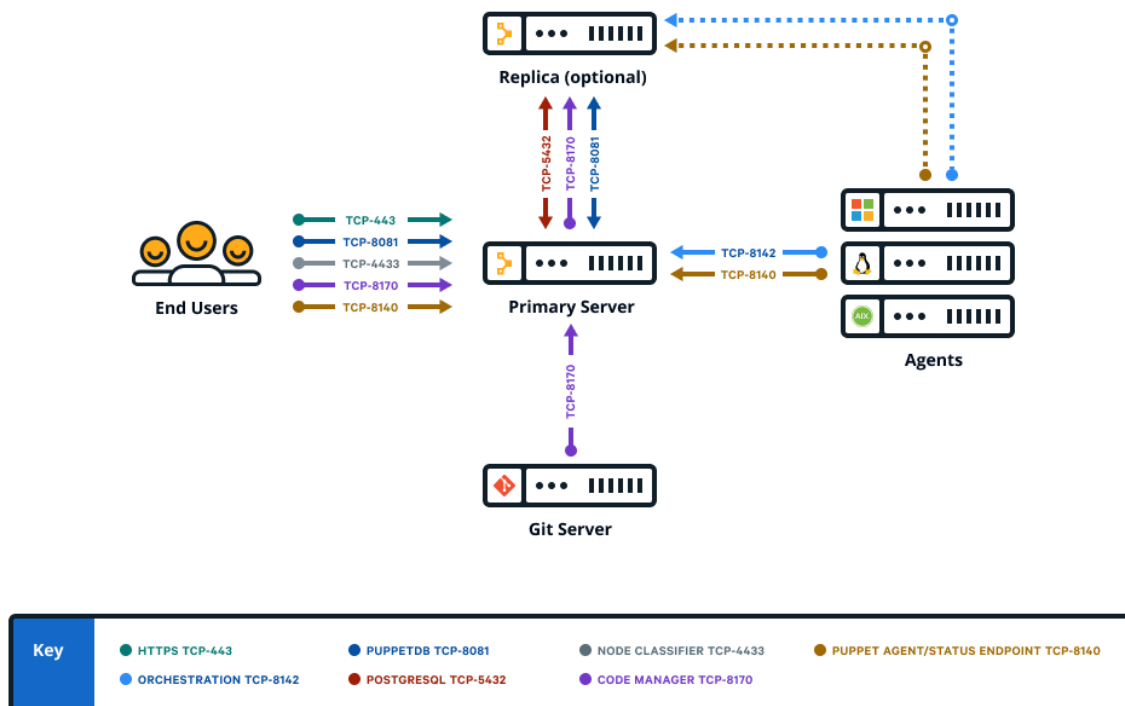 Replica (optional)
TCP-5432
TCP-8170
TCP-8081
TCP-443
TCP-8081
TCP-4433
TCP-8170
TCP-8140
End Users
Primary Server
TCP-8142
TCP-8140
AIX
Agents
TCP-8170
Git Server
Key
HTTPS TCP-443
PUPPETDB TCP-8081
NODE CLASSIFIER TCP-4433
PUPPET AGENT/STATUS ENDPOINT TCP-8140
ORCHESTRATION TCP-8142
POSTGRESQL TCP-5432
CODE MANAGER TCP-8170